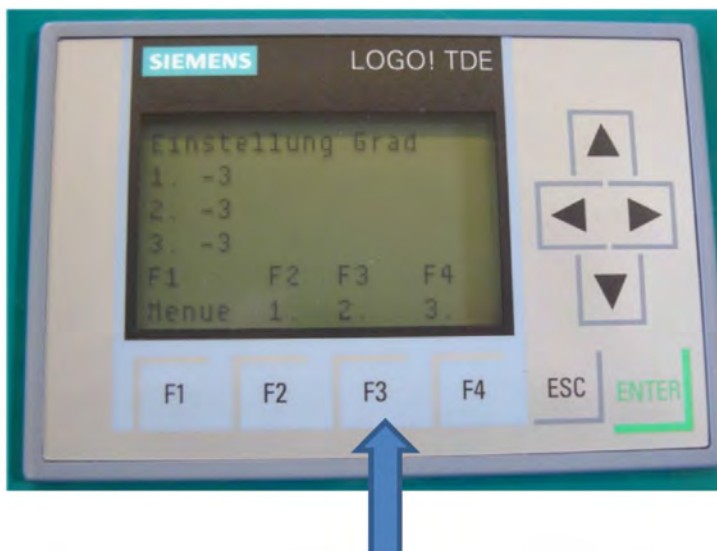 SIEMENS LOGO! TDE
Einstellung Grad
1. -3
2. -3
3. -3
F1 F2 F3 F4
Menue 1. 2. 3.
F1 F2 F3 F4 ESC ENTER